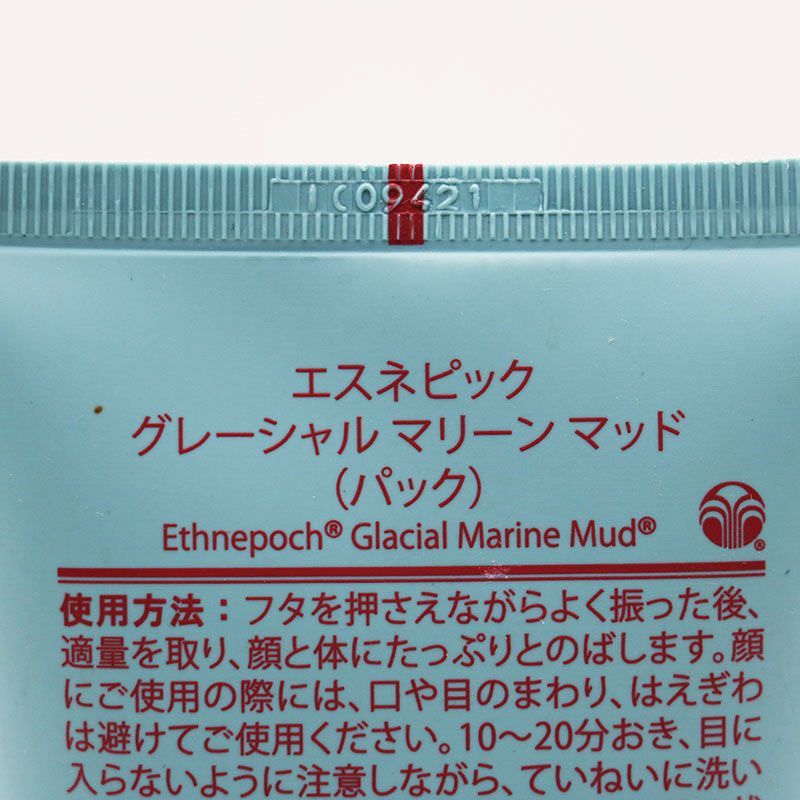 1C09421
エスネピック
グレーシャル マリーン マッド
（パック）
Ethnepoch® Glacial Marine Mud®
使用方法：フタを押さえながらよく振った後、
適量を取り、顔と体にたっぷりとのばします。顔
にご使用の際には、口や目のまわり、はえぎわ
は避けてご使用ください。10～20分おき、目に
入らないように注意しながら、ていねいに洗い